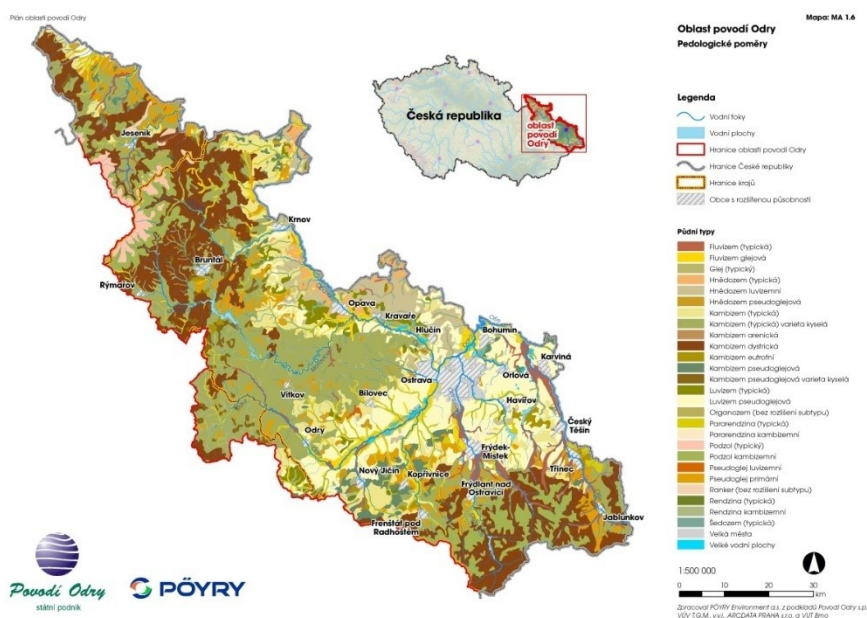 Plán oblasti povodí Odry
Mapa: MA 1.6
Oblast povodí Odry
Pedologické poměry
Česká republika
oblast
povodí
Odry
Legenda
Vodní toky
Vodní plochy
Hranice oblasti povodí Odry
Hranice České republiky
Hranice krajů
Obce s rozšířenou působností
Půdní typy
Fluvizem (typická)
Fluvizem glejová
Glej (typický)
Hnědozem (typická)
Hnědozem luvizemní
Hnědozem pseudoglejová
Kambizem (typická)
Kambizem (typická) varieta kyselá
Kambizem arenická
Kambizem dystrická
Kambizem eutrofní
Kambizem pseudoglejová
Kambizem pseudoglejová varieta kyselá
Luvizem (typická)
Luvizem pseudoglejová
Organozem (bez rozlišení subtypu)
Pararendzina (typická)
Pararendzina kambizemní
Podzol (typický)
Podzol kambizemní
Pseudoglej luvizemní
Pseudoglej primární
Ranker (bez rozlišení subtypu)
Rendzina (typická)
Rendzina kambizemní
Šedozem (typická)
Velká města
Velké vodní plochy
Jeseník
Krnov
Bruntál
Rýmařov
Opava
Kravaře
Hlučín
Bohumín
Karviná
Orlová
Ostrava
Havířov
Vítkov
Bílovec
Odry
Český
Těšín
Frýdek-
Místek
Nový Jičín
Kopřivnice
Třinec
Frýdlant nad
Ostravicí
Frenštát pod
Radhoštěm
Jablunkov
Povodí Odry
státní podnik
PÖYRY
1:500 000
0 10 20 30
km
Zpracoval PÖYRY Environment a.s. z podkladů Povodí Odry s.p.
VÚV T.G.M., v.v.i., ARCDATA PRAHA s.r.o. a VUT Brno